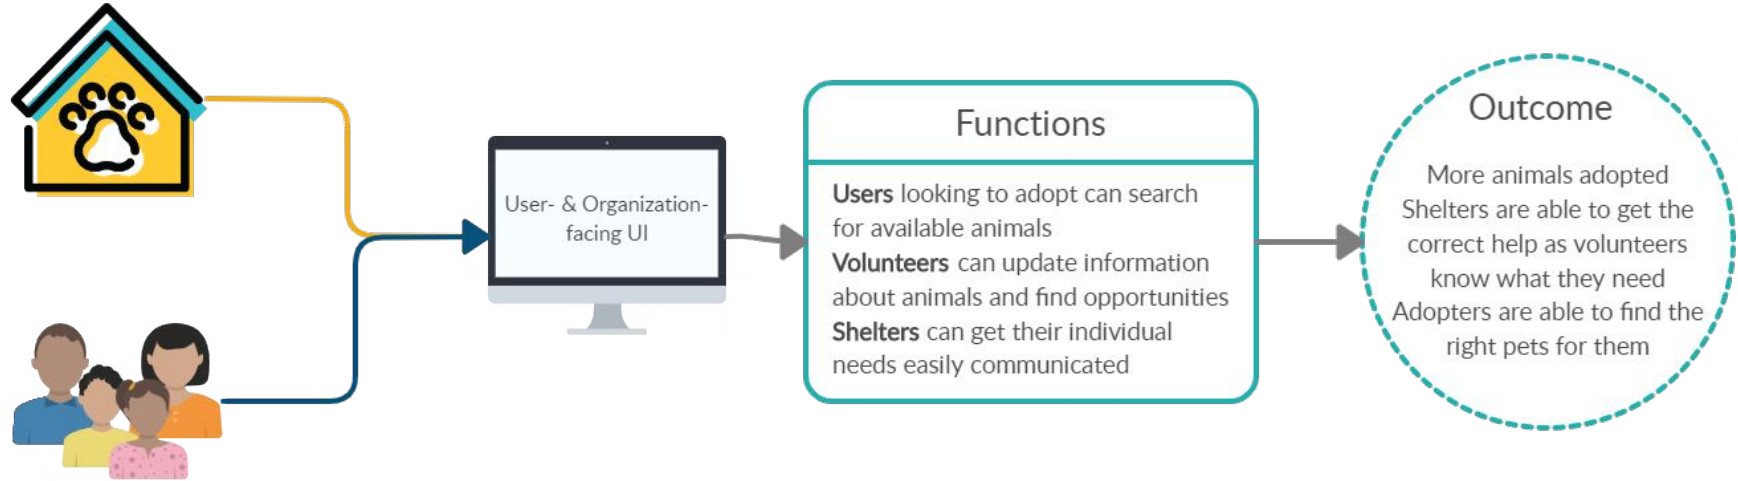 User- & Organization-
facing UI
Functions
Users looking to adopt can search
for available animals
Volunteers can update information
about animals and find opportunities
Shelters can get their individual
needs easily communicated
Outcome
More animals adopted
Shelters are able to get the
correct help as volunteers
know what they need
Adopters are able to find the
right pets for them